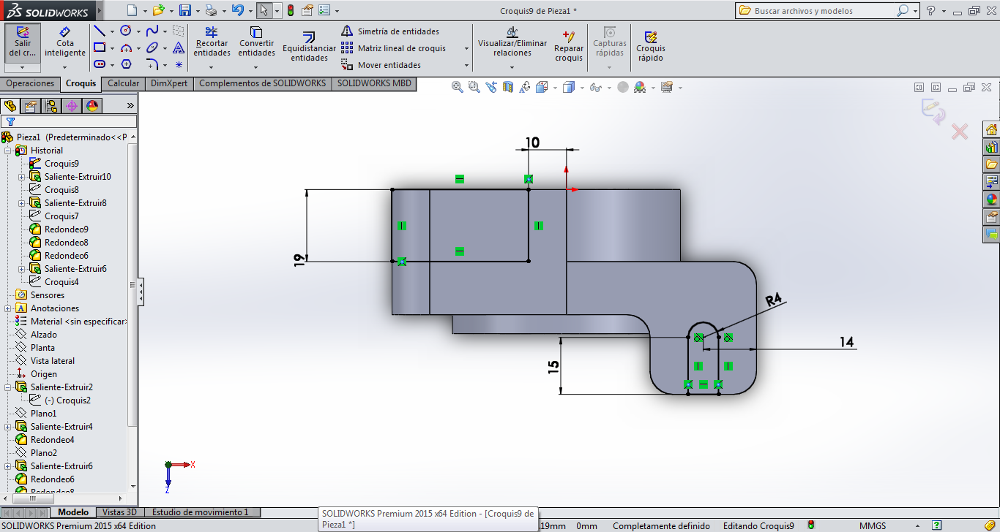 SOLIDWORKS
Croquis9 de Pieza1 *
Buscar archivos y modelos
Salir
del cr...
Cota
inteligente
Recortar
entidades
Convertir
entidades
Equidistanciar
entidades
Simetría de entidades
Matriz lineal de croquis
Mover entidades
Visualizar/Eliminar
relaciones
Reparar
croquis
Capturas
rápidas
Croquis
rápido
Operaciones
Croquis
Calcular
DimXpert
Complementos de SOLIDWORKS
SOLIDWORKS MBD
Pieza1 (Predeterminado<<P
Historial
Croquis9
Saliente-Extruir10
Croquis8
Saliente-Extruir8
Croquis7
Redondeo9
Redondeo8
Redondeo6
Saliente-Extruir6
Croquis4
Sensores
Anotaciones
Material <sin especificar>
Alzado
Planta
Vista lateral
Origen
Saliente-Extruir2
(-) Croquis2
Plano1
Saliente-Extruir4
Redondeo4
Plano2
Saliente-Extruir6
Redondeo6
Redondeo8
10
19
R4
14
15
X
Z
Modelo
Vistas 3D
Estudio de movimiento 1
SOLIDWORKS Premium 2015 x64 Edition - [Croquis9 de
Pieza1 *]
SOLIDWORKS Premium 2015 x64 Edition
.19mm
0mm
Completamente definido
Editando Croquis9
MMGS